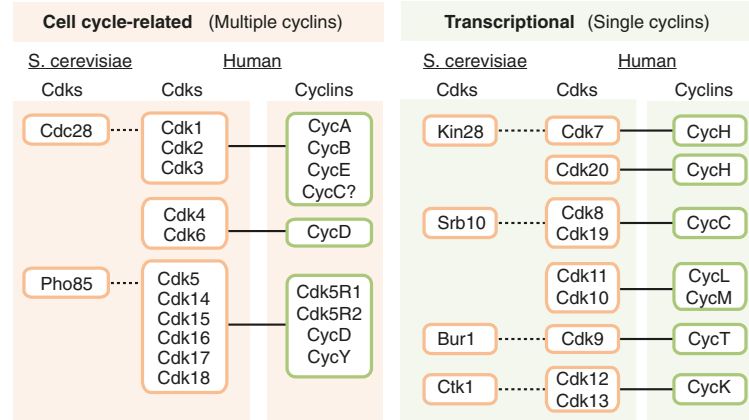 Cell cycle-related (Multiple cyclins)
S. cerevisiae Human
Cdks Cdks Cyclins
Cdc28
Cdk1
Cdk2
Cdk3
CycA
CycB
CycE
CycC?
Cdk4
Cdk6
CycD
Pho85
Cdk5
Cdk14
Cdk15
Cdk16
Cdk17
Cdk18
Cdk5R1
Cdk5R2
CycD
CycY
Transcriptional (Single cyclins)
S. cerevisiae Human
Cdks Cdks Cyclins
Kin28
Cdk7
CycH
Cdk20
CycH
Srb10
Cdk8
Cdk19
CycC
Cdk11
Cdk10
CycL
CycM
Bur1
Cdk9
CycT
Ctk1
Cdk12
Cdk13
CycK